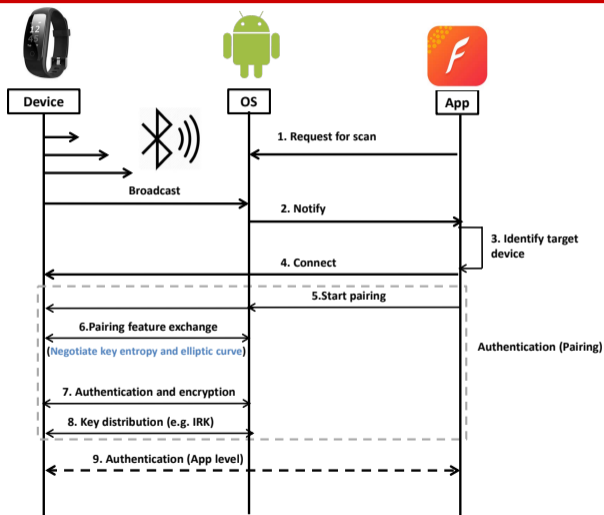 Device
OS
App
1. Request for scan
Broadcast
2. Notify
3. Identify target
device
4. Connect
5.Start pairing
6.Pairing feature exchange
(Negotiate key entropy and elliptic curve)
Authentication (Pairing)
7. Authentication and encryption
8. Key distribution (e.g. IRK)
9. Authentication (App level)